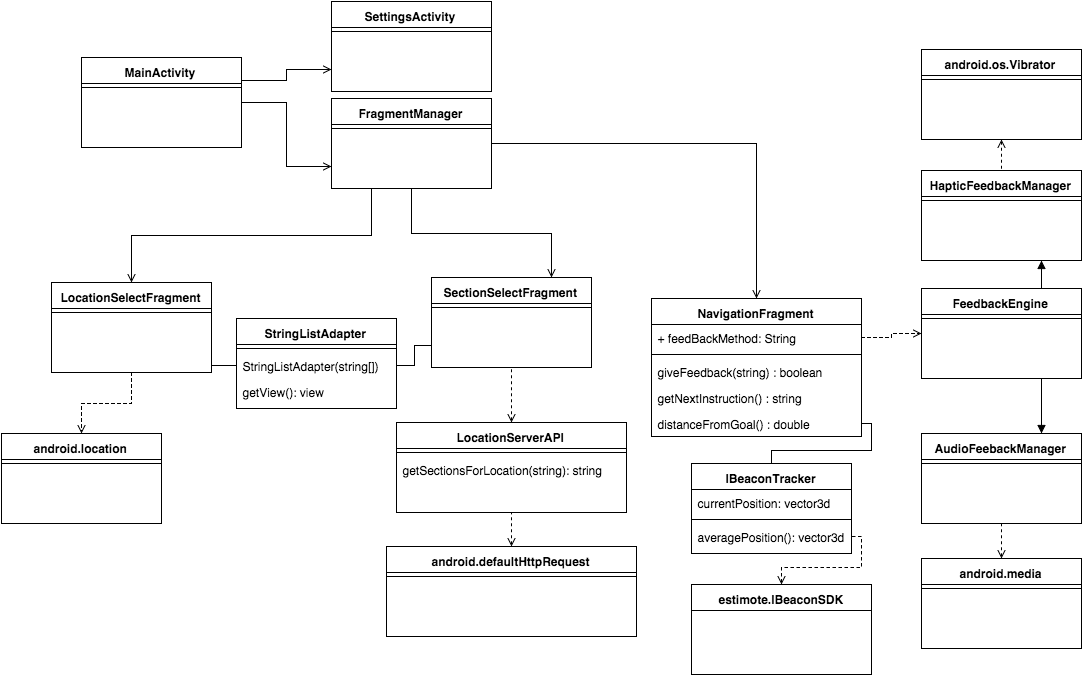 SettingsActivity
MainActivity
FragmentManager
android.os.Vibrator
HapticFeedbackManager
LocationSelectFragment
SectionSelectFragment
StringListAdapter
StringListAdapter(string[])
getView(): view
NavigationFragment
+ feedBackMethod: String
giveFeedback(string) : boolean
getNextInstruction() : string
distanceFromGoal() : double
FeedbackEngine
android.location
LocationServerAPI
getSectionsForLocation(string): string
IBeaconTracker
currentPosition: vector3d
averagePosition(): vector3d
AudioFeebackManager
android.defaultHttpRequest
estimote.IBeaconSDK
android.media